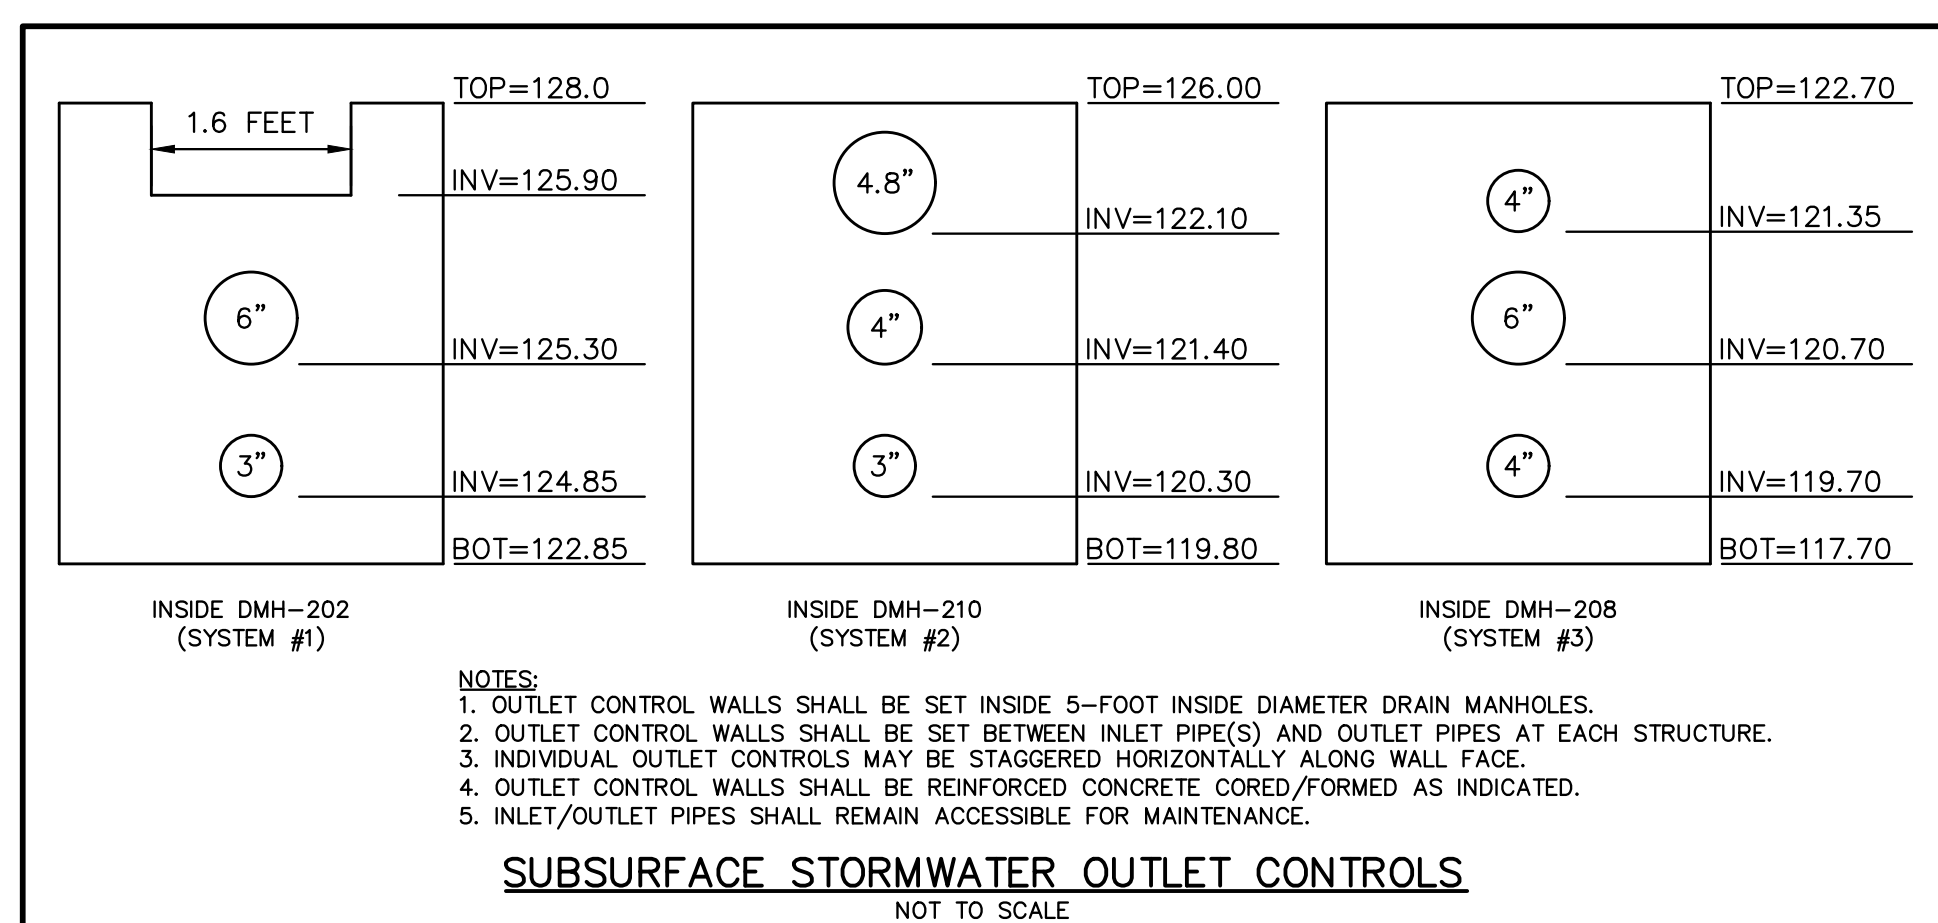 TOP=128.0
1.6 FEET
INV=125.90
6”
INV=125.30
3”
INV=124.85
BOT=122.85
INSIDE DMH-202
(SYSTEM #1)
TOP=126.00
4.8”
INV=122.10
4”
INV=121.40
3”
INV=120.30
BOT=119.80
INSIDE DMH-210
(SYSTEM #2)
TOP=122.70
4”
INV=121.35
6”
INV=120.70
4”
INV=119.70
BOT=117.70
INSIDE DMH-208
(SYSTEM #3)
NOTES:
1. OUTLET CONTROL WALLS SHALL BE SET INSIDE 5-FOOT INSIDE DIAMETER DRAIN MANHOLES.
2. OUTLET CONTROL WALLS SHALL BE SET BETWEEN INLET PIPE(S) AND OUTLET PIPES AT EACH STRUCTURE.
3. INDIVIDUAL OUTLET CONTROLS MAY BE STAGGERED HORIZONTALLY ALONG WALL FACE.
4. OUTLET CONTROL WALLS SHALL BE REINFORCED CONCRETE CORED/FORMED AS INDICATED.
5. INLET/OUTLET PIPES SHALL REMAIN ACCESSIBLE FOR MAINTENANCE.
SUBSURFACE STORMWATER OUTLET CONTROLS
NOT TO SCALE